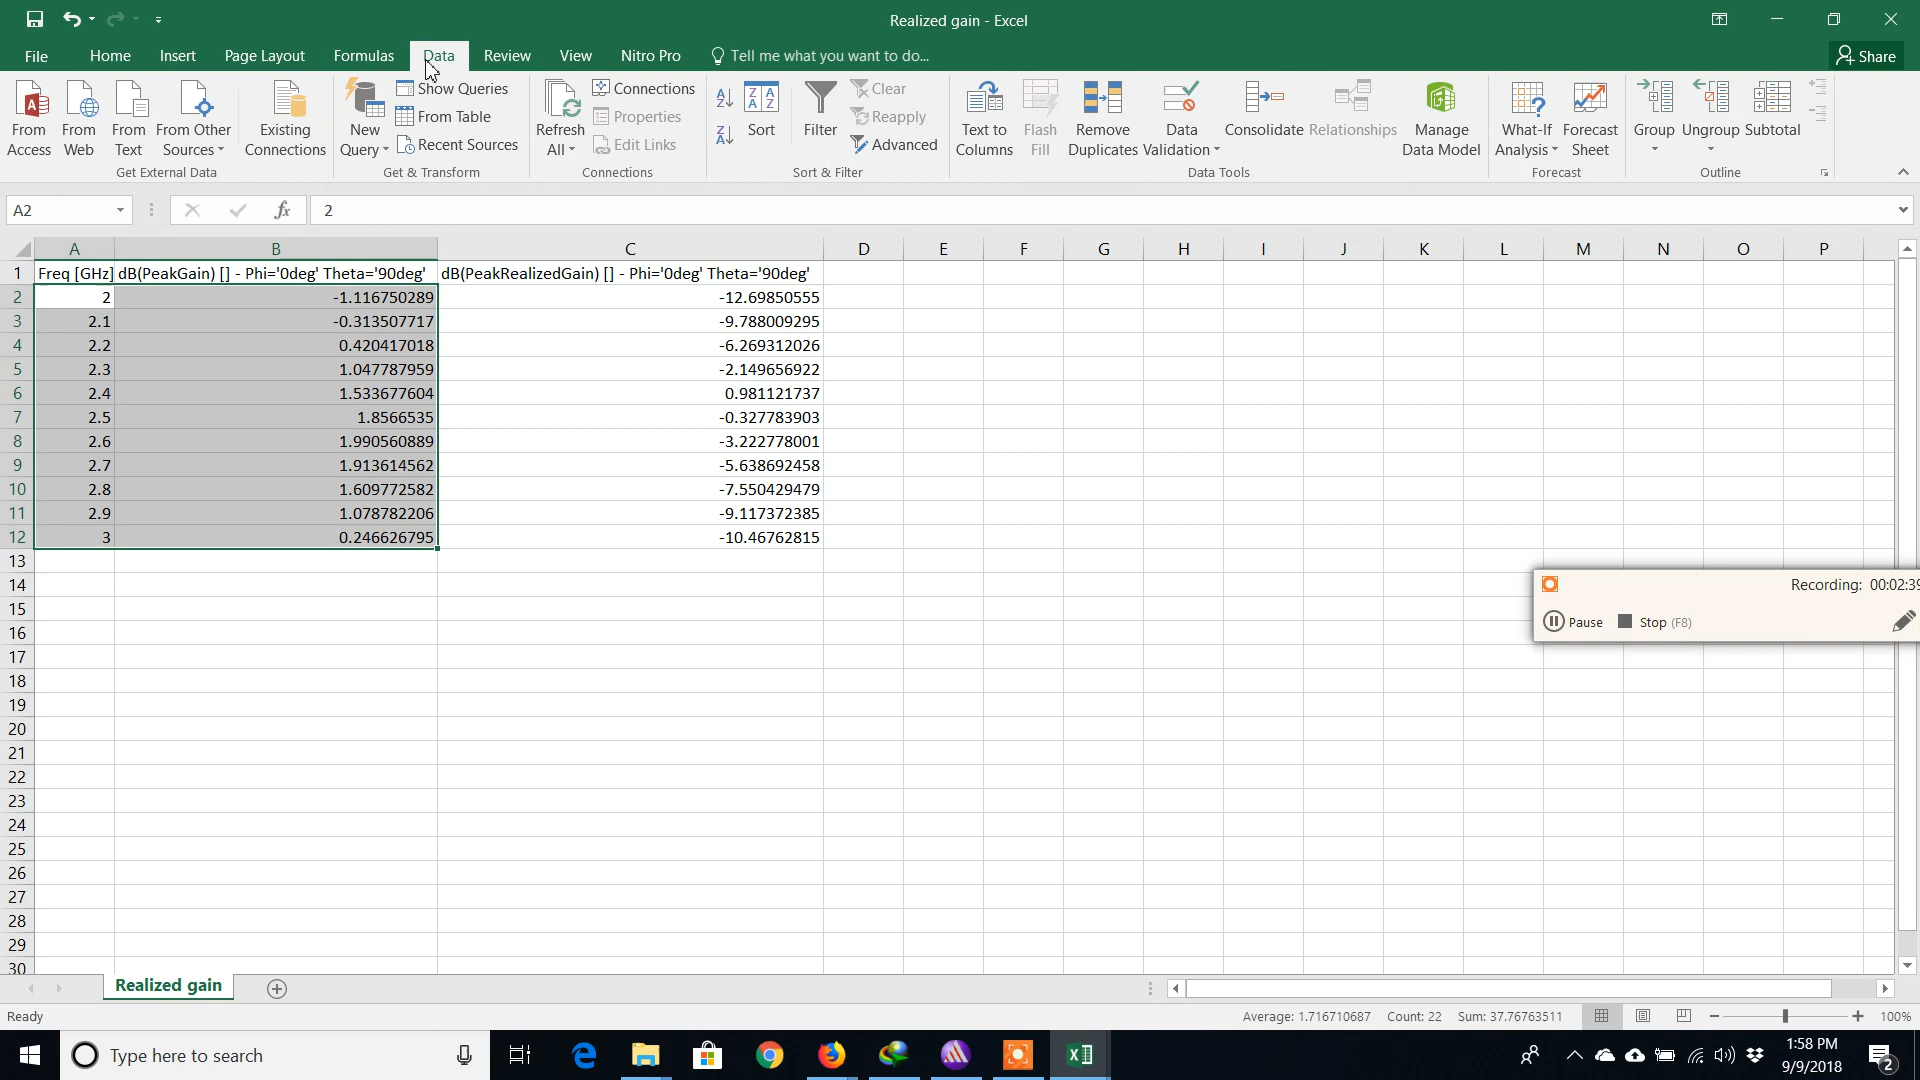 Realized gain - Excel
File Home Insert Page Layout Formulas Data Review View Nitro Pro Tell me what you want to do... Share
From Access
From Web
From Text
From Other Sources
Existing Connections
Get External Data
New Query
Show Queries
From Table
Recent Sources
Get & Transform
Refresh All
Connections
Properties
Edit Links
Connections
Sort
Filter
Clear
Reapply
Advanced
Sort & Filter
Text to Columns
Flash Fill
Remove Duplicates
Data Validation
Consolidate
Relationships
Manage Data Model
Data Tools
What-If Analysis
Forecast Sheet
Forecast
Group
Ungroup
Subtotal
Outline
A2 fx 2
A B C D E F G H I J K L M N O P
1 Freq [GHz] dB(PeakGain) [] - Phi='0deg' Theta='90deg' dB(PeakRealizedGain) [] - Phi='0deg' Theta='90deg'
2 2 -1.116750289 -12.69850555
3 2.1 -0.313507717 -9.788009295
4 2.2 0.420417018 -6.269312026
5 2.3 1.047787959 -2.149656922
6 2.4 1.533677604 0.981121737
7 2.5 1.8566535 -0.327783903
8 2.6 1.990560889 -3.222778001
9 2.7 1.913614562 -5.638692458
10 2.8 1.609772582 -7.550429479
11 2.9 1.078782206 -9.117372385
12 3 0.246626795 -10.46762815
13
14
15
16
17
18
19
20
21
22
23
24
25
26
27
28
29
30
Recording: 00:02:39
Pause Stop (F8)
Realized gain
Ready Average: 1.716710687 Count: 22 Sum: 37.76763511 100%
Type here to search
1:58 PM
9/9/2018
2